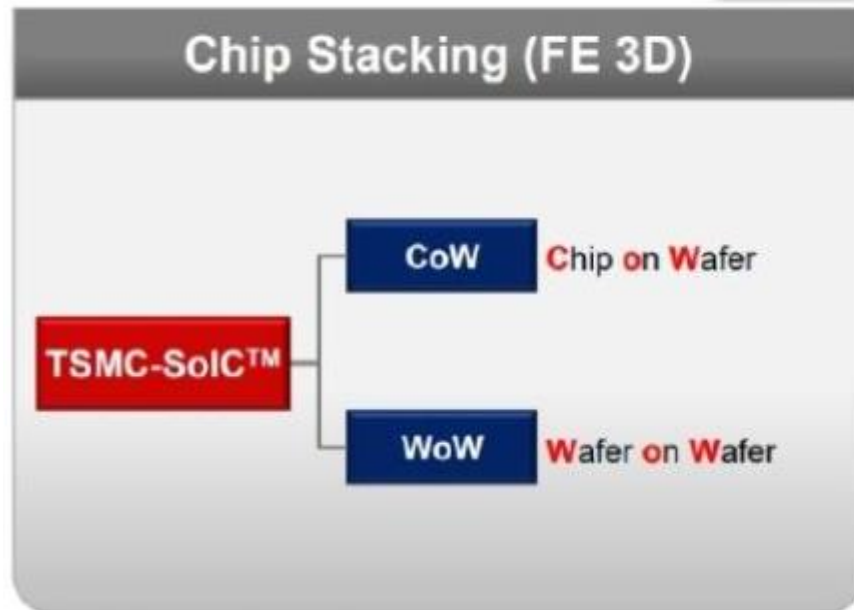 Chip Stacking (FE 3D)
CoW
Chip on Wafer
TSMC-SoIC™
WoW
Wafer on Wafer